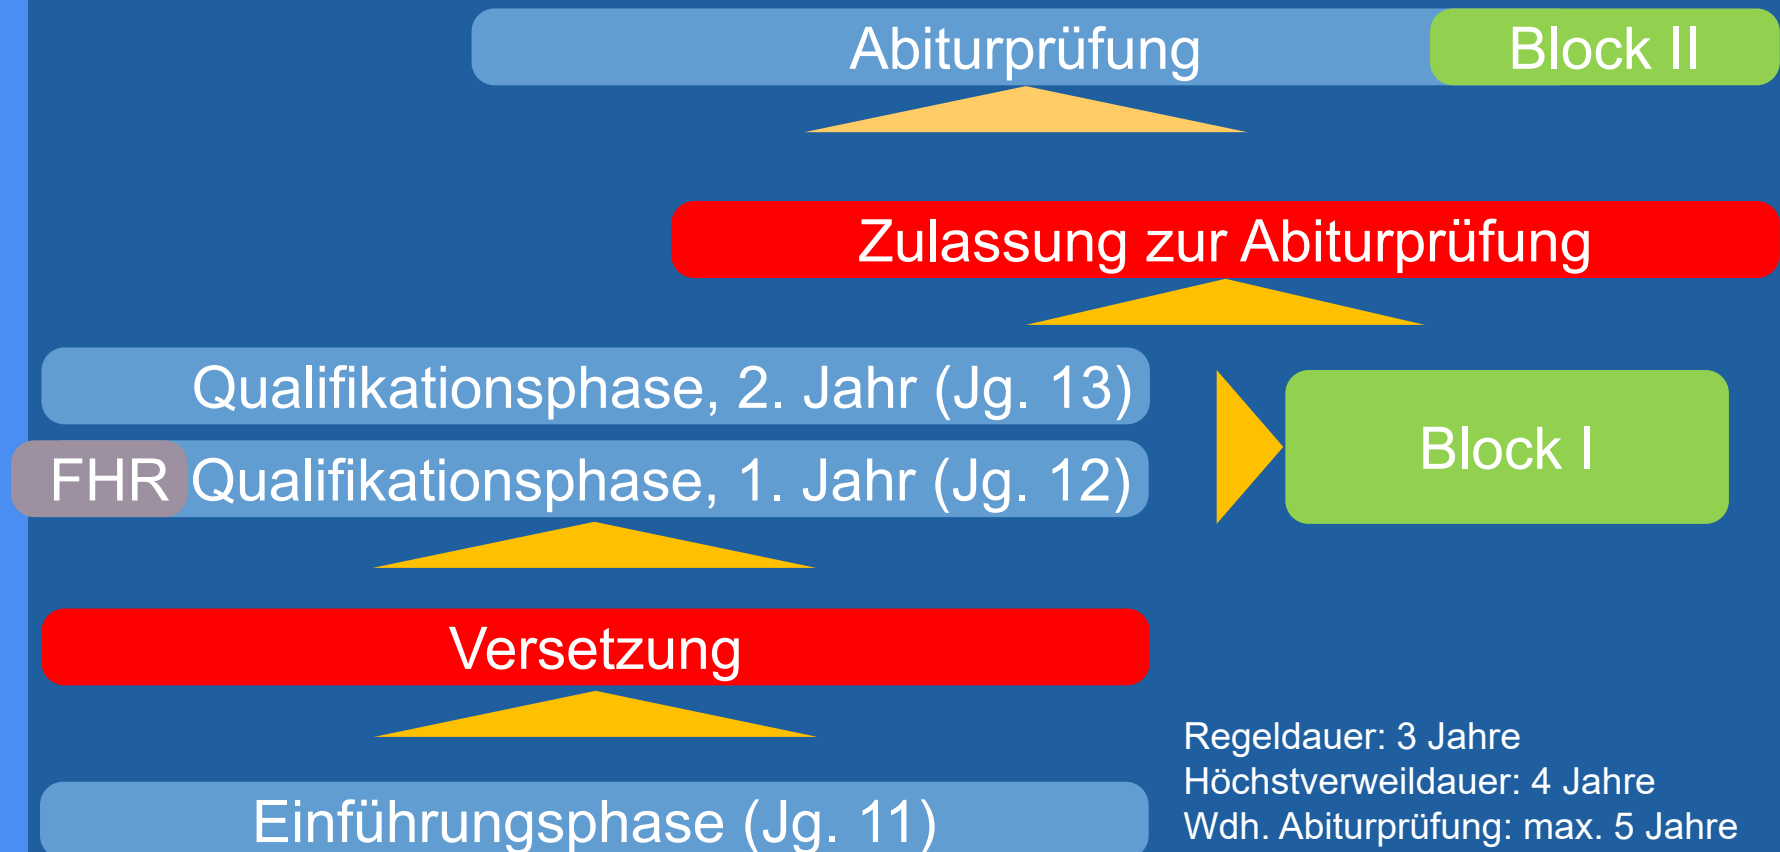 Abiturprüfung
Block II
Zulassung zur Abiturprüfung
Qualifikationsphase, 2. Jahr (Jg. 13)
FHR Qualifikationsphase, 1. Jahr (Jg. 12)
Block I
Versetzung
Regeldauer: 3 Jahre
Höchstverweildauer: 4 Jahre
Wdh. Abiturprüfung: max. 5 Jahre
Einführungsphase (Jg. 11)